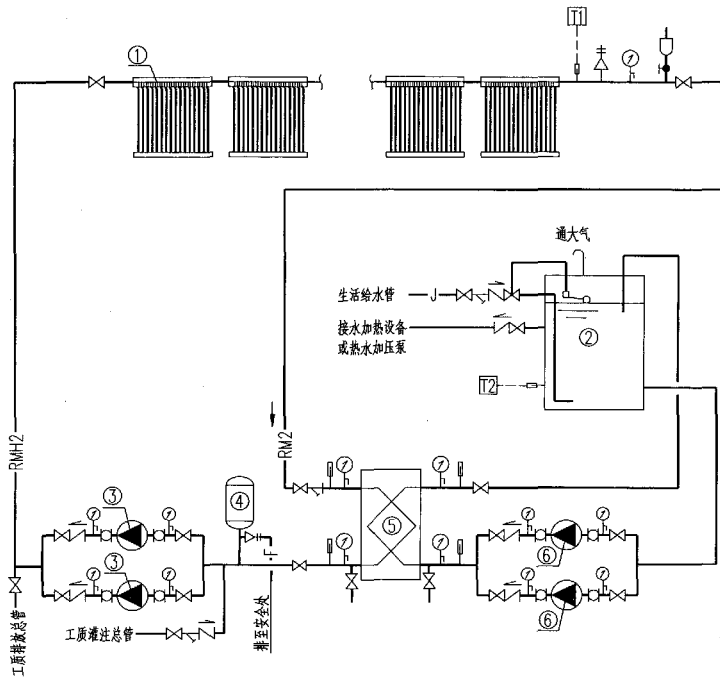 T1
①
通大气
生活给水管
J
接水加热设备
或热水加压泵
②
T2
RMH2
RM2
③
④
⑤
⑥
F
③
⑥
工质灌注总管
工质排放总管
排至安全处